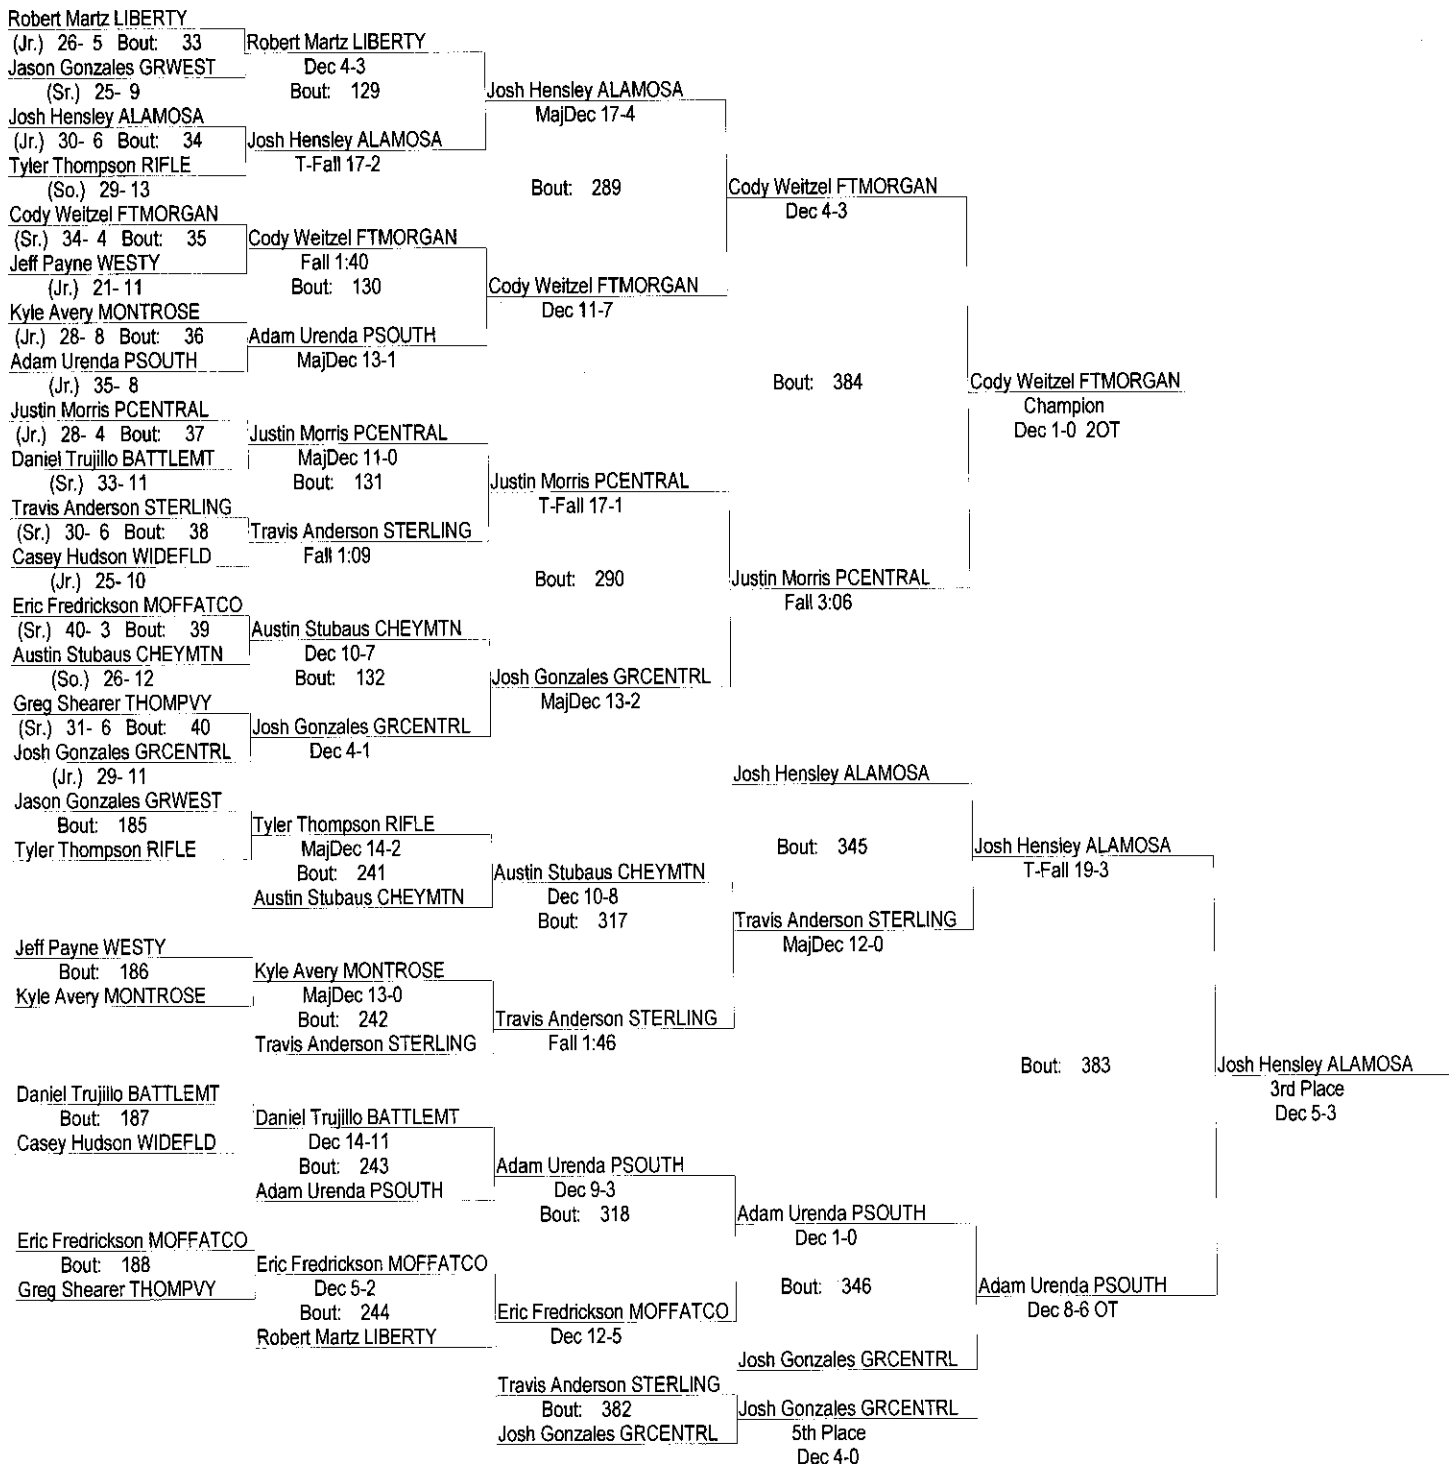 Robert Martz LIBERTY
(Jr.) 26- 5 Bout: 33
Jason Gonzales GRWEST
(Sr.) 25- 9
Josh Hensley ALAMOSA
(Jr.) 30- 6 Bout: 34
Tyler Thompson RIFLE
(So.) 29- 13
Cody Weitzel FTMORGAN
(Sr.) 34- 4 Bout: 35
Jeff Payne WESTY
(Jr.) 21- 11
Kyle Avery MONTROSE
(Jr.) 28- 8 Bout: 36
Adam Urenda PSOUTH
(Jr.) 35- 8
Justin Morris PCENTRAL
(Jr.) 28- 4 Bout: 37
Daniel Trujillo BATTLEMT
(Sr.) 33- 11
Travis Anderson STERLING
(Sr.) 30- 6 Bout: 38
Casey Hudson WIDEFLD
(Jr.) 25- 10
Eric Fredrickson MOFFATCO
(Sr.) 40- 3 Bout: 39
Austin Stubaus CHEYMTN
(So.) 26- 12
Greg Shearer THOMPVY
(Sr.) 31- 6 Bout: 40
Josh Gonzales GRCENTRL
(Jr.) 29- 11
Robert Martz LIBERTY
Dec 4-3
Bout: 129
Josh Hensley ALAMOSA
T-Fall 17-2
Cody Weitzel FTMORGAN
Fall 1:40
Bout: 130
Adam Urenda PSOUTH
MajDec 13-1
Justin Morris PCENTRAL
MajDec 11-0
Bout: 131
Travis Anderson STERLING
Fall 1:09
Austin Stubaus CHEYMTN
Dec 10-7
Bout: 132
Josh Gonzales GRCENTRL
Dec 4-1
Josh Hensley ALAMOSA
MajDec 17-4
Bout: 289
Cody Weitzel FTMORGAN
Dec 11-7
Justin Morris PCENTRAL
T-Fall 17-1
Bout: 290
Josh Gonzales GRCENTRL
MajDec 13-2
Cody Weitzel FTMORGAN
Dec 4-3
Bout: 384
Justin Morris PCENTRAL
Fall 3:06
Cody Weitzel FTMORGAN
Champion
Dec 1-0 2OT
Jason Gonzales GRWEST
Bout: 185
Tyler Thompson RIFLE
Jeff Payne WESTY
Bout: 186
Kyle Avery MONTROSE
Daniel Trujillo BATTLEMT
Bout: 187
Casey Hudson WIDEFLD
Eric Fredrickson MOFFATCO
Bout: 188
Greg Shearer THOMPVY
Tyler Thompson RIFLE
MajDec 14-2
Bout: 241
Austin Stubaus CHEYMTN
Kyle Avery MONTROSE
MajDec 13-0
Bout: 242
Travis Anderson STERLING
Daniel Trujillo BATTLEMT
Dec 14-11
Bout: 243
Adam Urenda PSOUTH
Eric Fredrickson MOFFATCO
Dec 5-2
Bout: 244
Robert Martz LIBERTY
Austin Stubaus CHEYMTN
Dec 10-8
Bout: 317
Travis Anderson STERLING
Fall 1:46
Adam Urenda PSOUTH
Dec 9-3
Bout: 318
Eric Fredrickson MOFFATCO
Dec 12-5
Josh Hensley ALAMOSA
Bout: 345
Travis Anderson STERLING
MajDec 12-0
Adam Urenda PSOUTH
Dec 1-0
Bout: 346
Josh Gonzales GRCENTRL
Josh Hensley ALAMOSA
T-Fall 19-3
Bout: 383
Adam Urenda PSOUTH
Dec 8-6 OT
Josh Hensley ALAMOSA
3rd Place
Dec 5-3
Travis Anderson STERLING
Bout: 382
Josh Gonzales GRCENTRL
Josh Gonzales GRCENTRL
5th Place
Dec 4-0